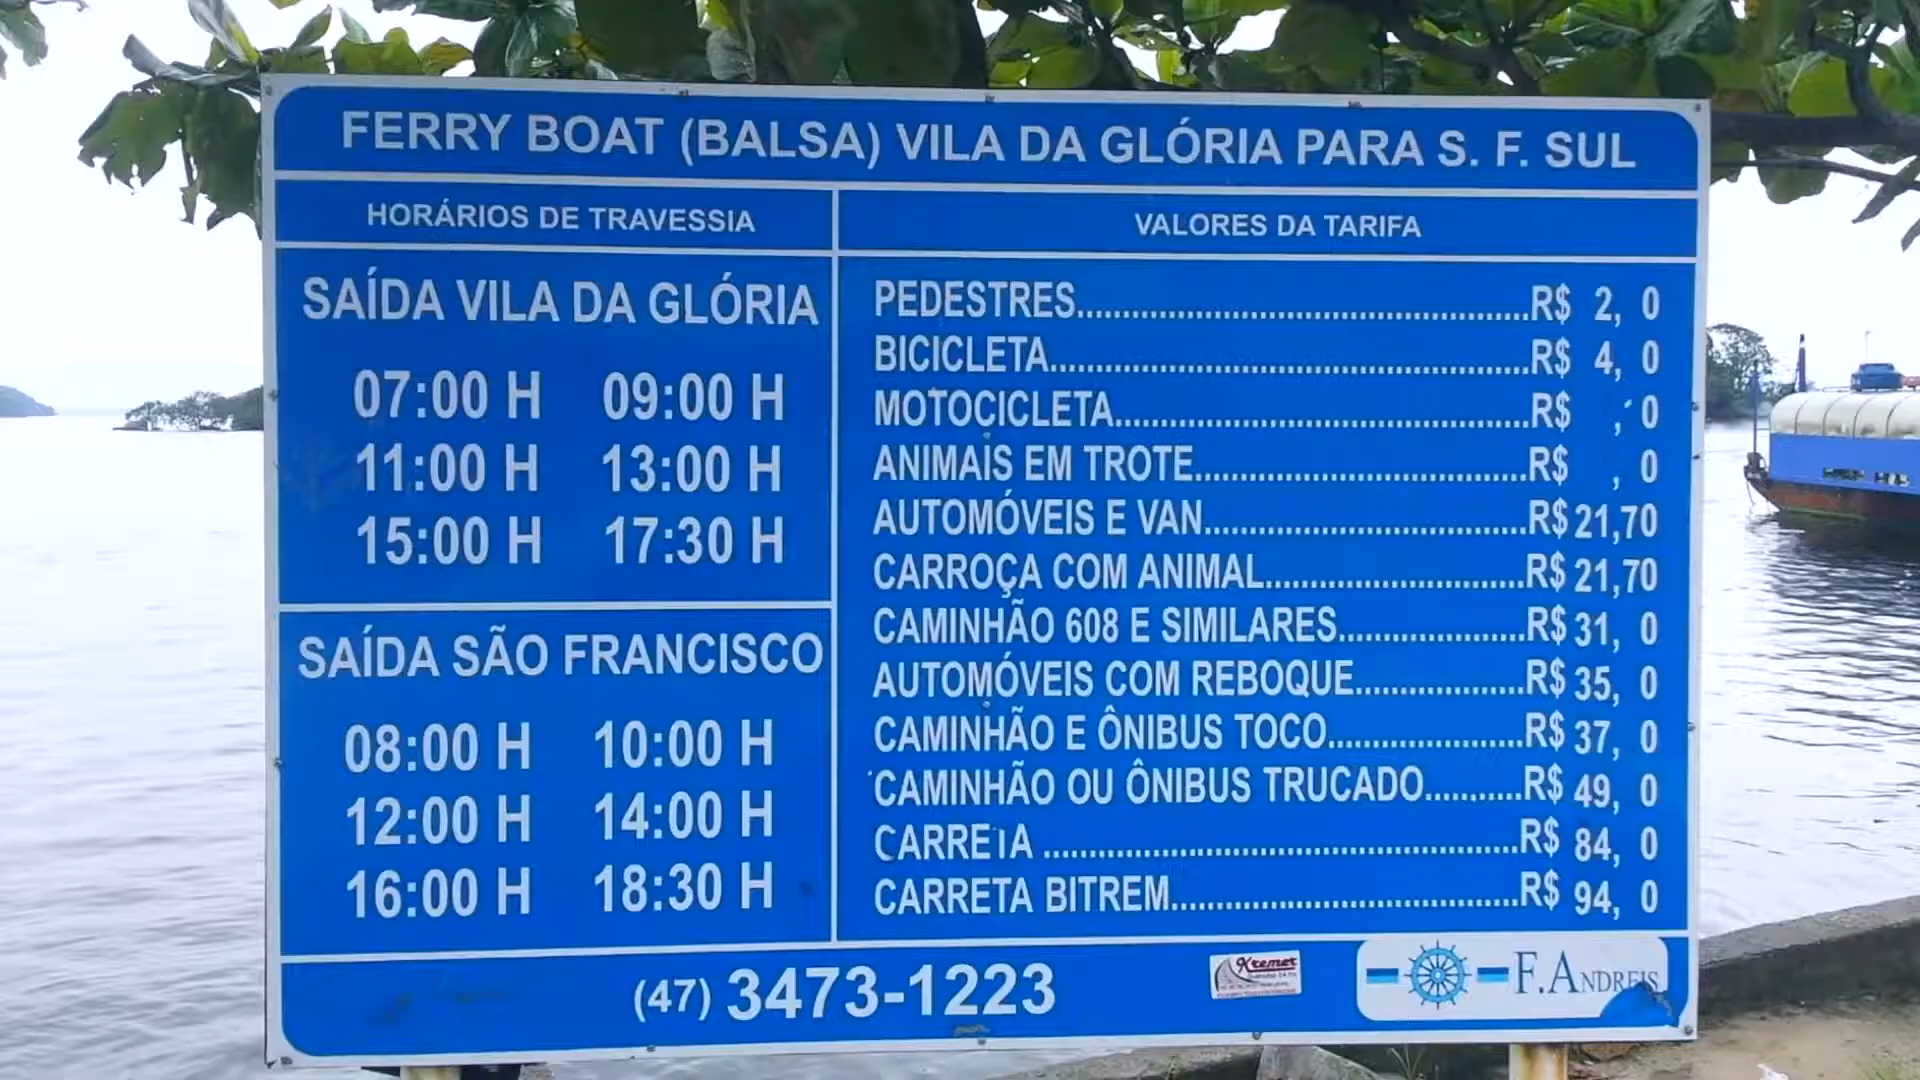 FERRY BOAT (BALSA) VILA DA GLÓRIA PARA S. F. SUL
HORÁRIOS DE TRAVESSIA
SAÍDA VILA DA GLÓRIA
07:00 H 09:00 H
11:00 H 13:00 H
15:00 H 17:30 H
SAÍDA SÃO FRANCISCO
08:00 H 10:00 H
12:00 H 14:00 H
16:00 H 18:30 H
VALORES DA TARIFA
PEDESTRES..........R$ 2, 0
BICICLETA..........R$ 4, 0
MOTOCICLETA..........R$ , 0
ANIMAIS EM TROTE..........R$ , 0
AUTOMÓVEIS E VAN..........R$ 21,70
CARROÇA COM ANIMAL..........R$ 21,70
CAMINHÃO 608 E SIMILARES..........R$ 31, 0
AUTOMÓVEIS COM REBOQUE..........R$ 35, 0
CAMINHÃO E ÔNIBUS TOCO..........R$ 37, 0
CAMINHÃO OU ÔNIBUS TRUCADO..........R$ 49, 0
CARRETA ..........R$ 84, 0
CARRETA BITREM..........R$ 94, 0
(47) 3473-1223
Kremer
F. ANDREIS